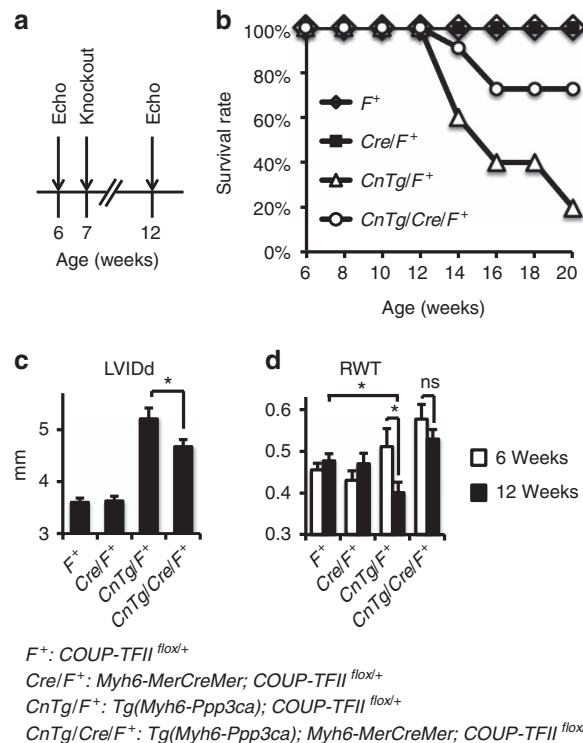 a
Echo
Knockout
Echo
6 7 12
Age (weeks)
b
Survival rate
100%
80%
60%
40%
20%
0%
F+
Cre/F+
CnTg/F+
CnTg/Cre/F+
6 8 10 12 14 16 18 20
Age (weeks)
c
LVIDd
*
mm
5
4
3
F+
Cre/F+
CnTg/F+
CnTg/Cre/F+
d
RWT
*
*
ns
0.6
0.5
0.4
0.3
6 Weeks
12 Weeks
F+
Cre/F+
CnTg/F+
CnTg/Cre/F+
F+: COUP-TFII flox/+
Cre/F+: Myh6-MerCreMer; COUP-TFII flox/+
CnTg/F+: Tg(Myh6-Ppp3ca); COUP-TFII flox/+
CnTg/Cre/F+: Tg(Myh6-Ppp3ca); Myh6-MerCreMer; COUP-TFII flox/